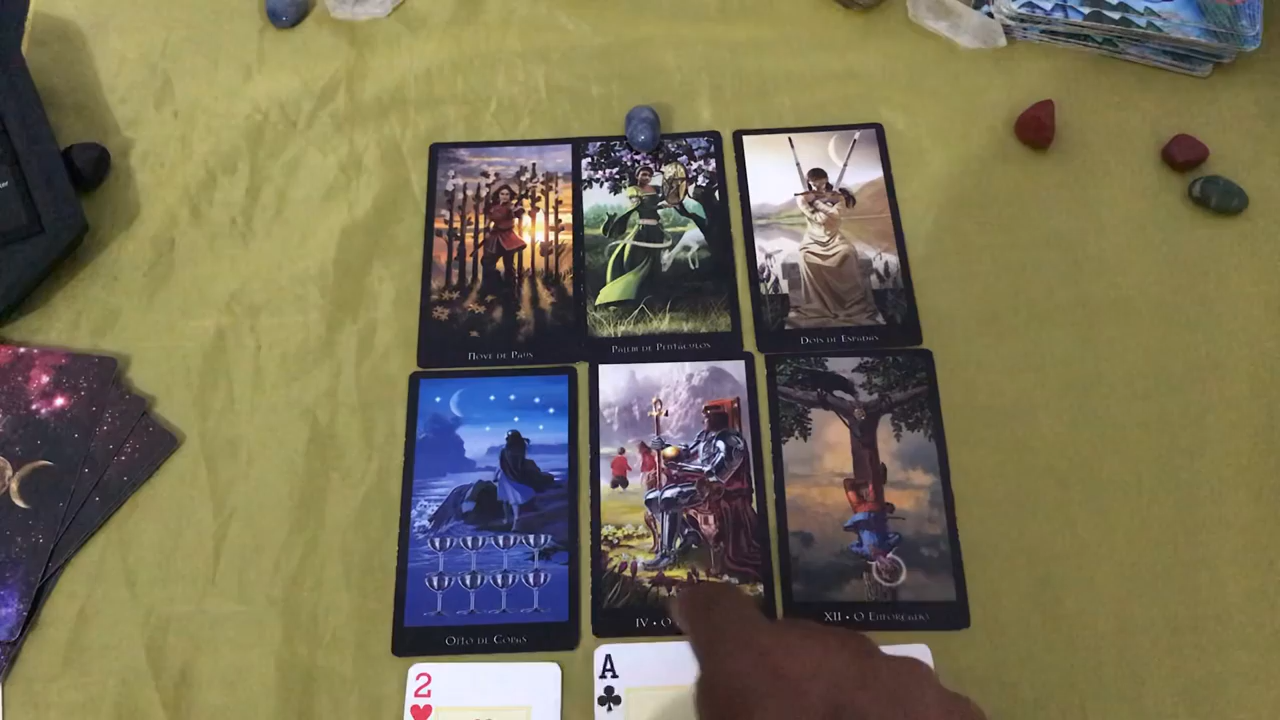 Nove de Paus
Pajem de Pentáculos
Dois de Espadas
Oito de Copas
IV • O
XII • O Enforcado
2
A